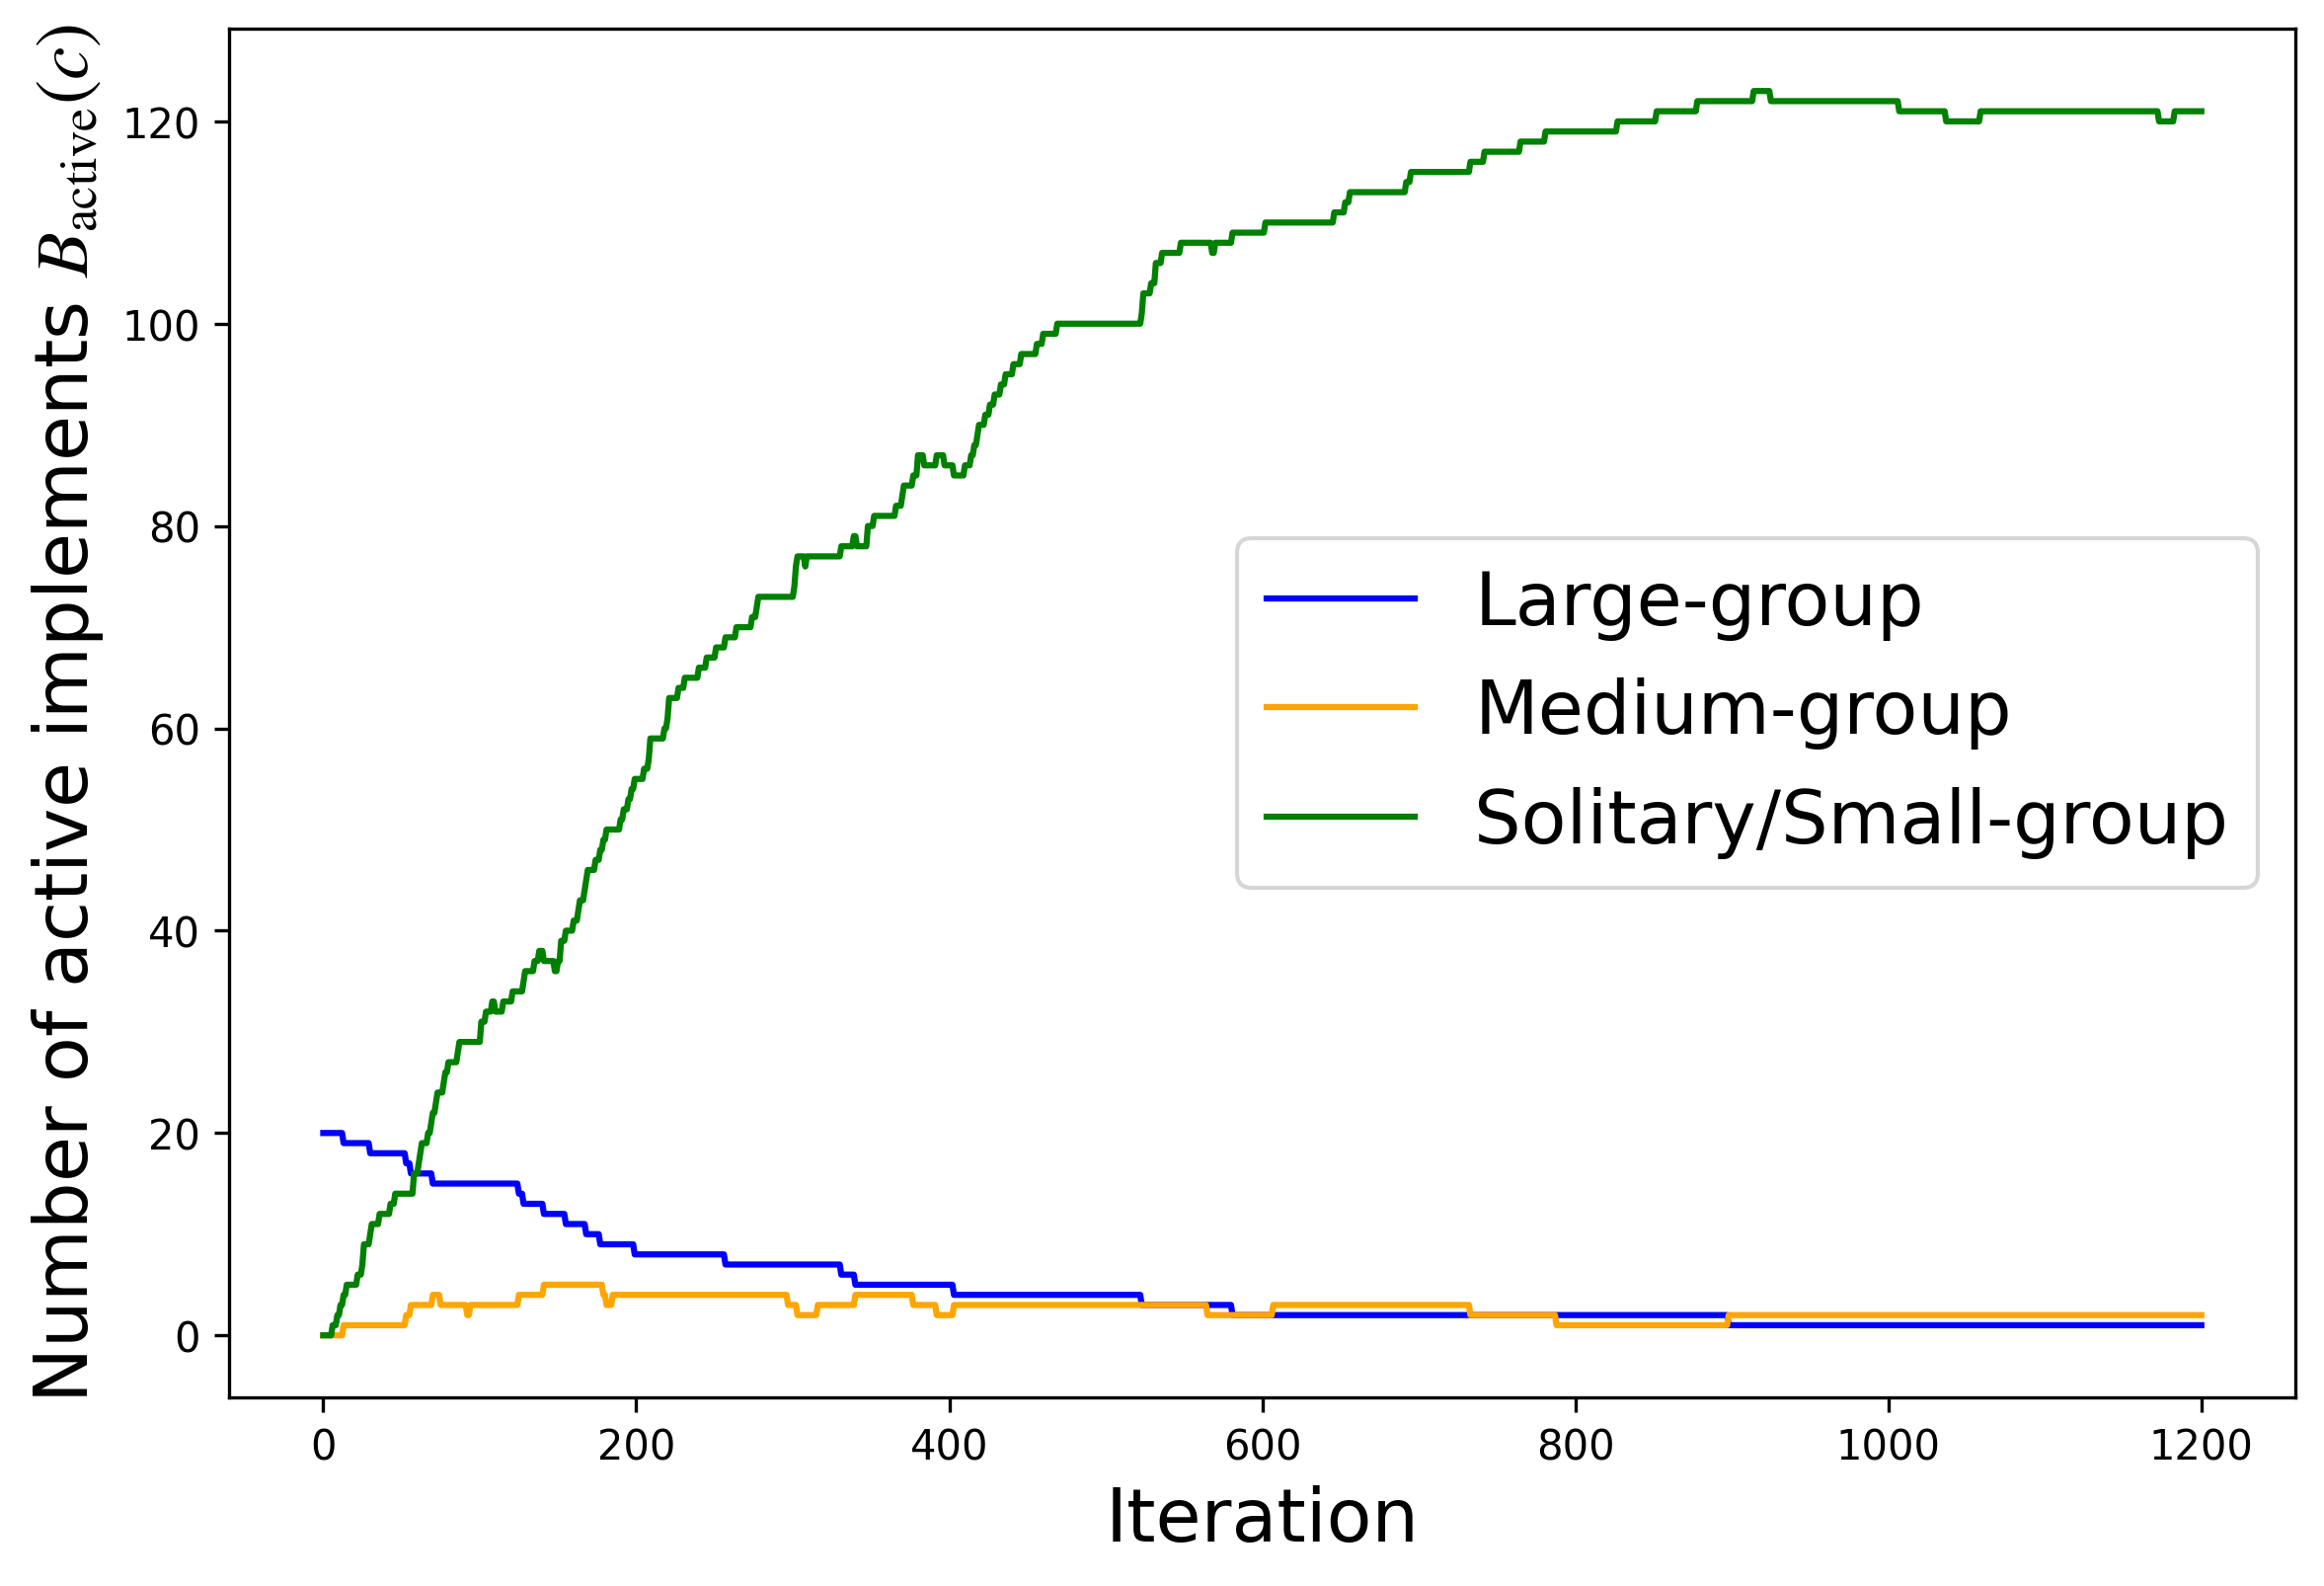 Number of active implements B_active(c)
120
100
80
60
40
20
0
Large-group
Medium-group
Solitary/Small-group
0 200 400 600 800 1000 1200
Iteration